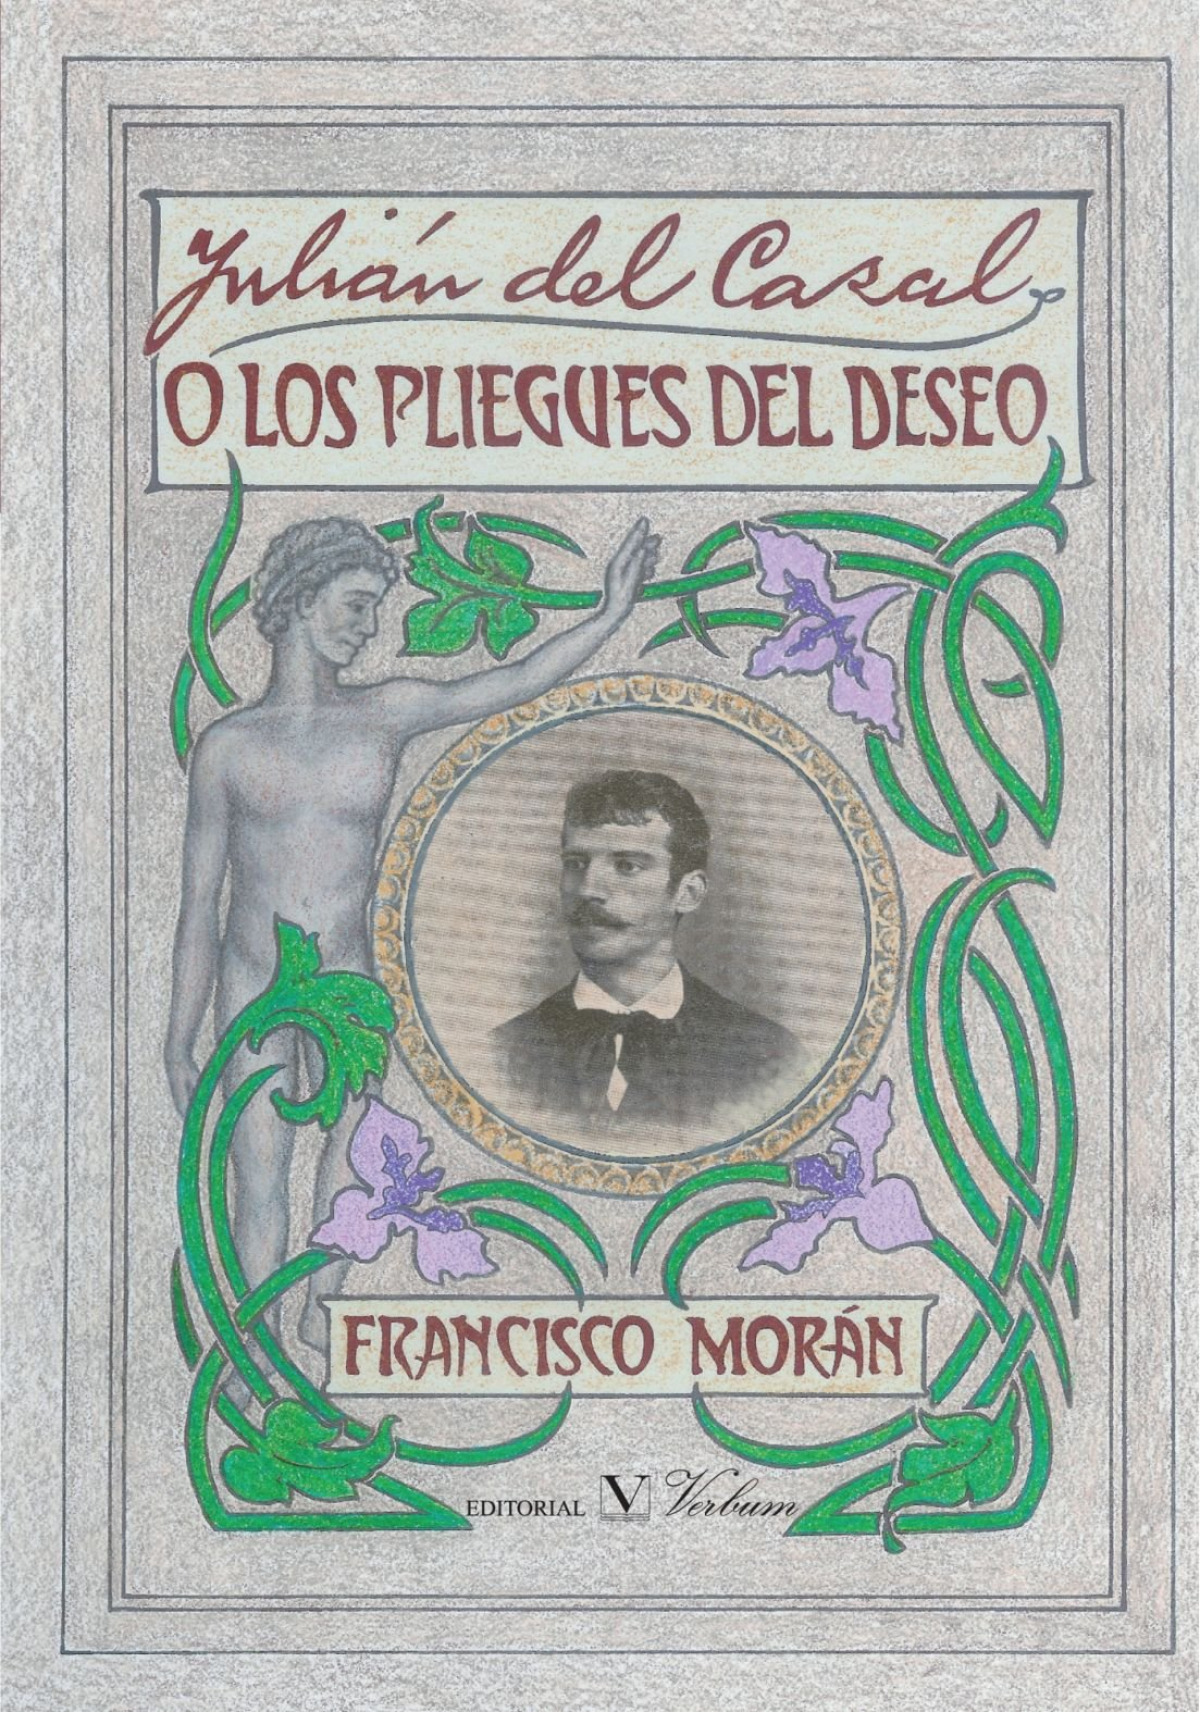 Julián del Casal
O LOS PLIEGUES DEL DESEO
FRANCISCO MORÁN
EDITORIAL V Verbum